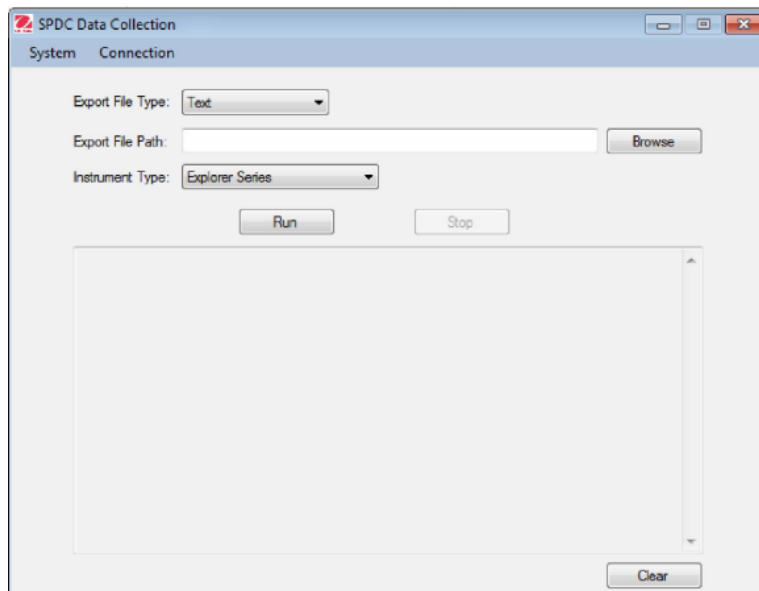 SPDC Data Collection
System Connection
Export File Type: Text
Export File Path: Browse
Instrument Type: Explorer Series
Run Stop
Clear